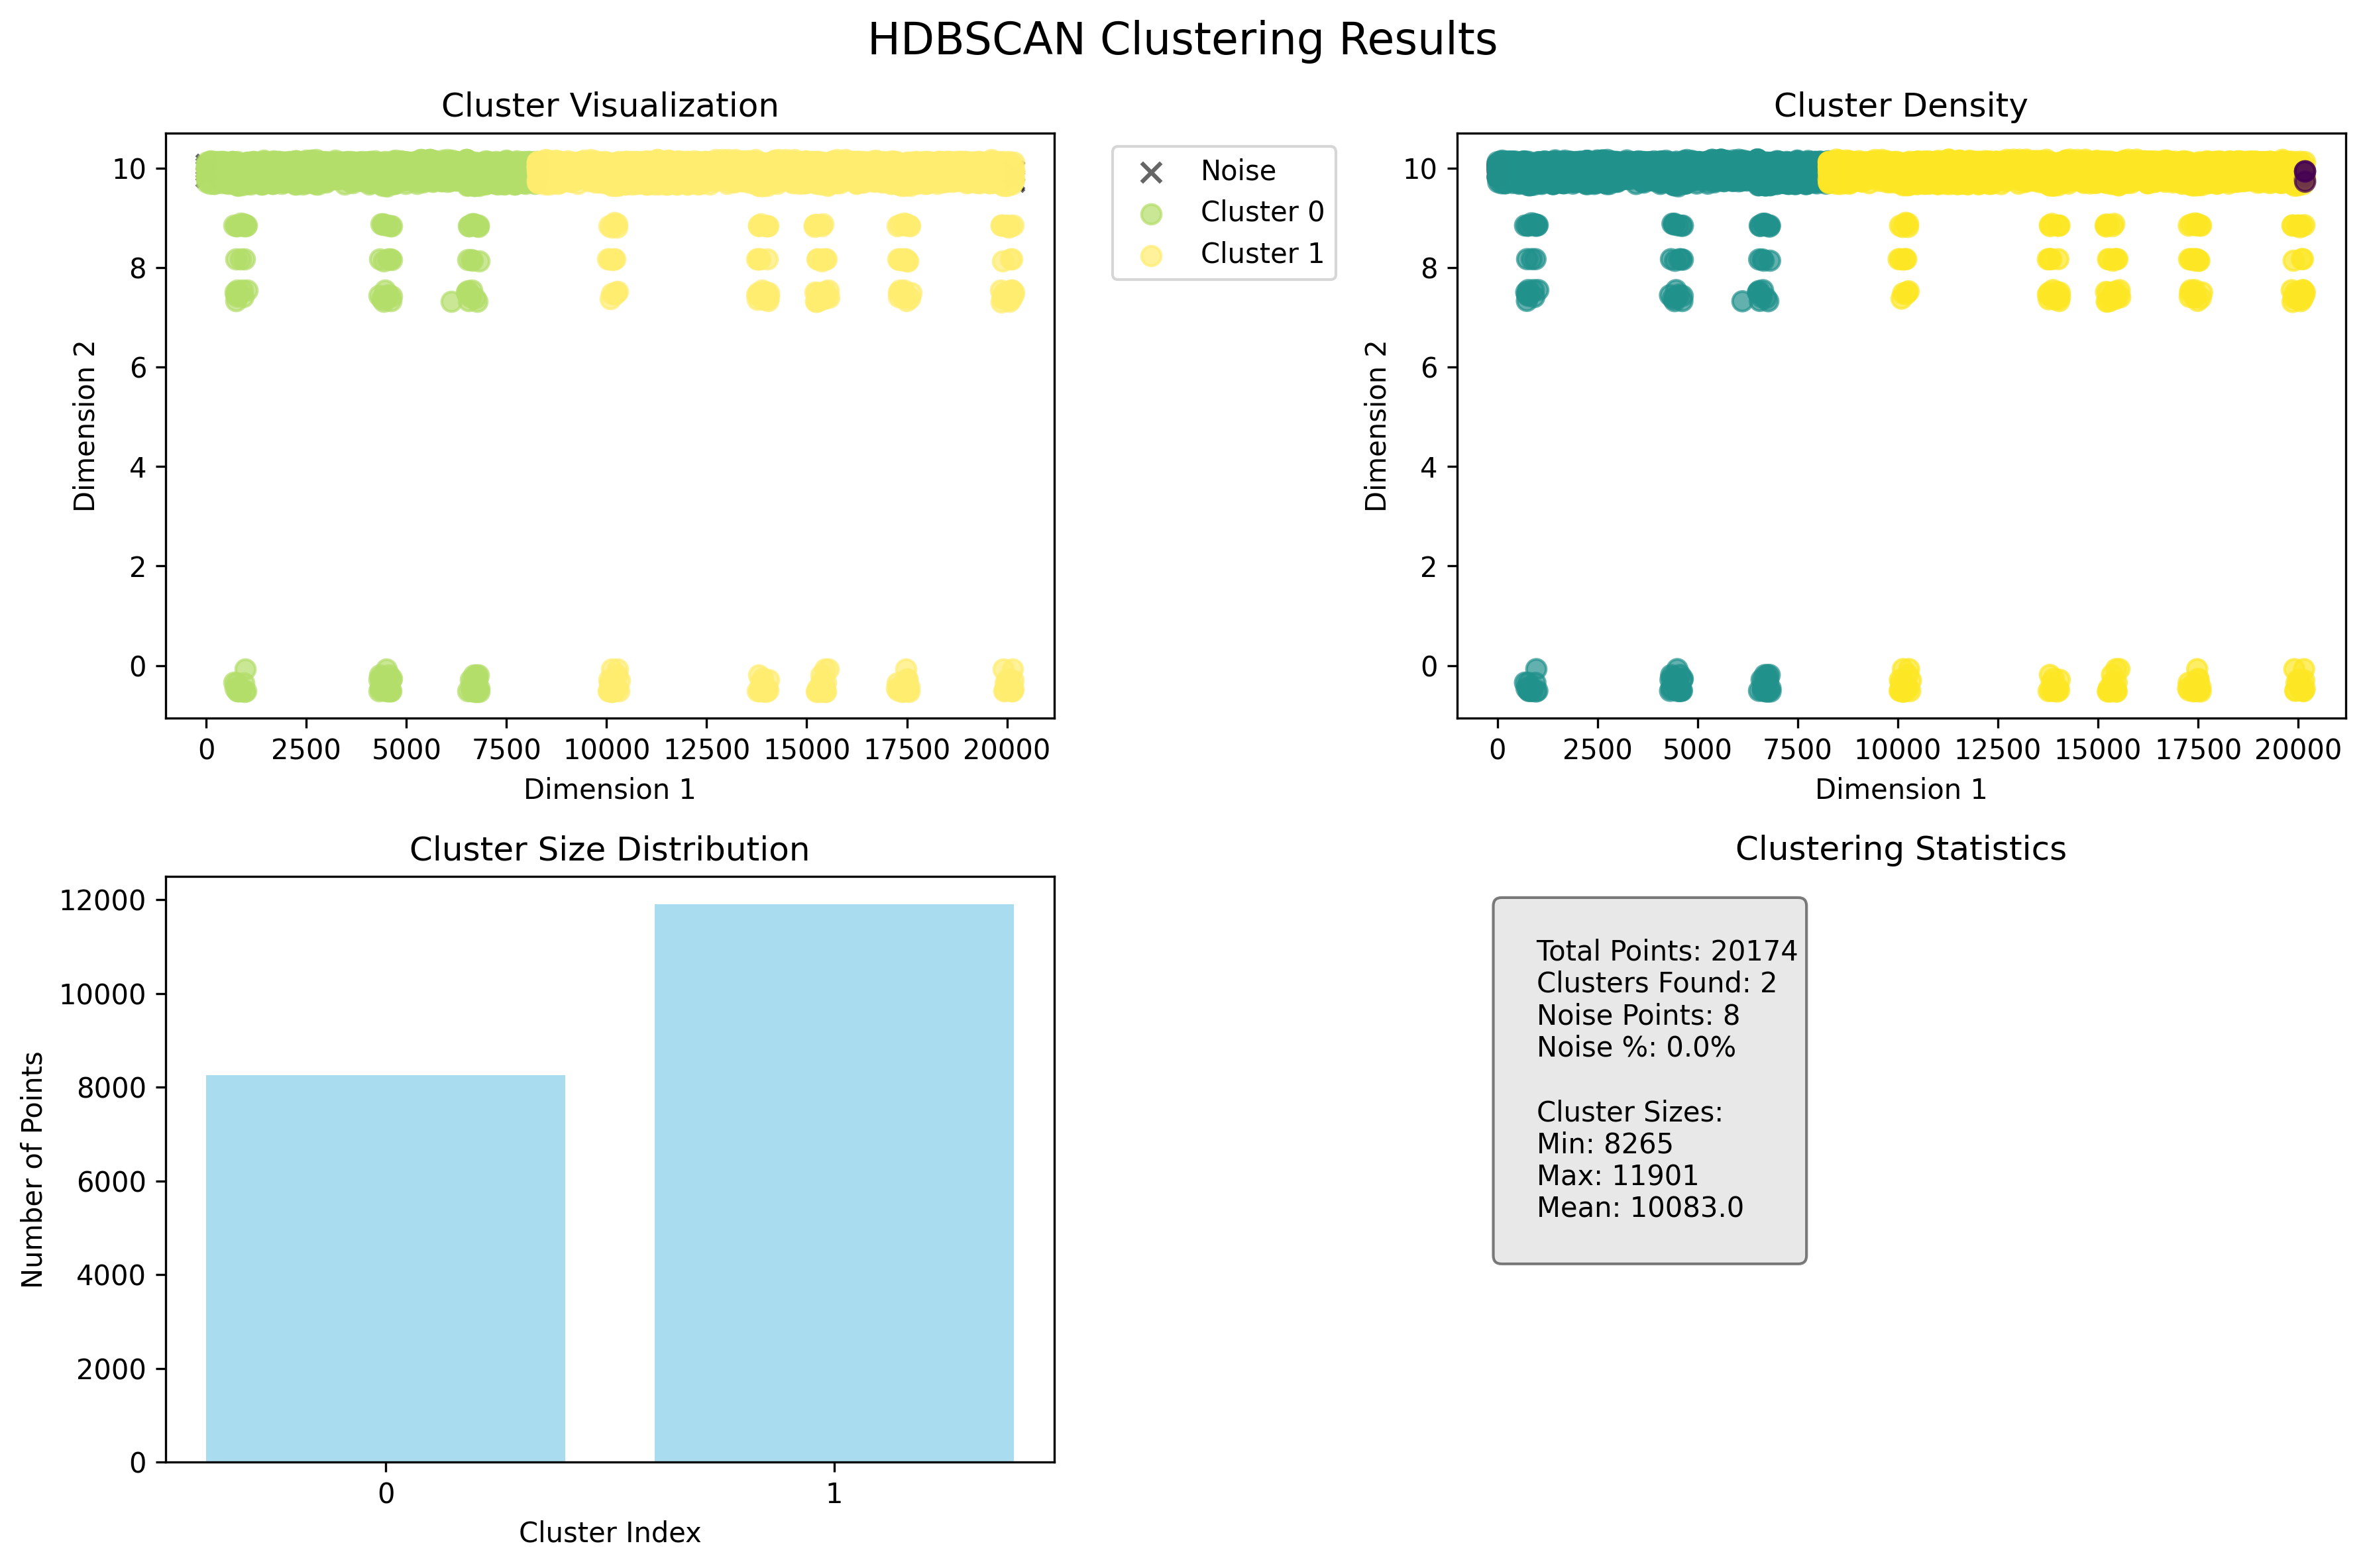 HDBSCAN Clustering Results
Cluster Visualization
10
8
6
4
2
0
Dimension 2
0 2500 5000 7500 10000 12500 15000 17500 20000
Dimension 1
Noise
Cluster 0
Cluster 1
Cluster Density
10
8
6
4
2
0
Dimension 2
0 2500 5000 7500 10000 12500 15000 17500 20000
Dimension 1
Cluster Size Distribution
12000
10000
8000
6000
4000
2000
0
Number of Points
0 1
Cluster Index
Clustering Statistics
Total Points: 20174
Clusters Found: 2
Noise Points: 8
Noise %: 0.0%
Cluster Sizes:
Min: 8265
Max: 11901
Mean: 10083.0